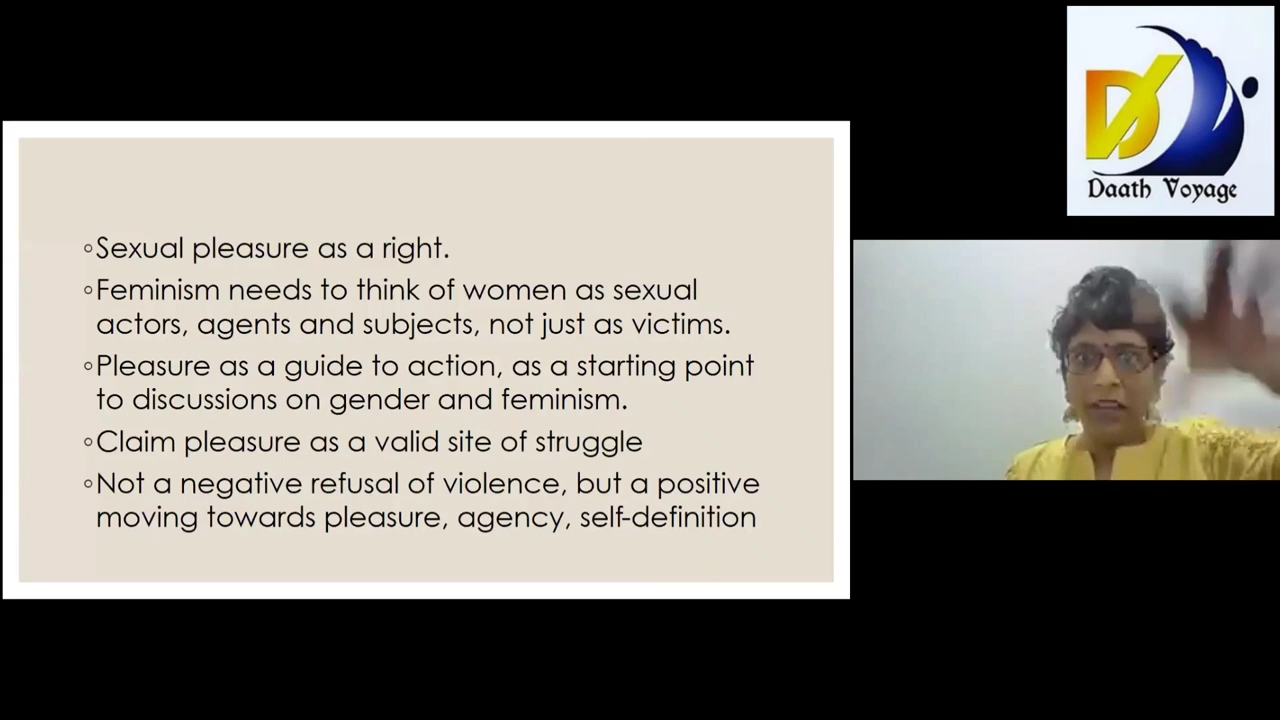 ◦Sexual pleasure as a right.
◦Feminism needs to think of women as sexual
actors, agents and subjects, not just as victims.
◦Pleasure as a guide to action, as a starting point
to discussions on gender and feminism.
◦Claim pleasure as a valid site of struggle
◦Not a negative refusal of violence, but a positive
moving towards pleasure, agency, self-definition
DV
Daath Voyage